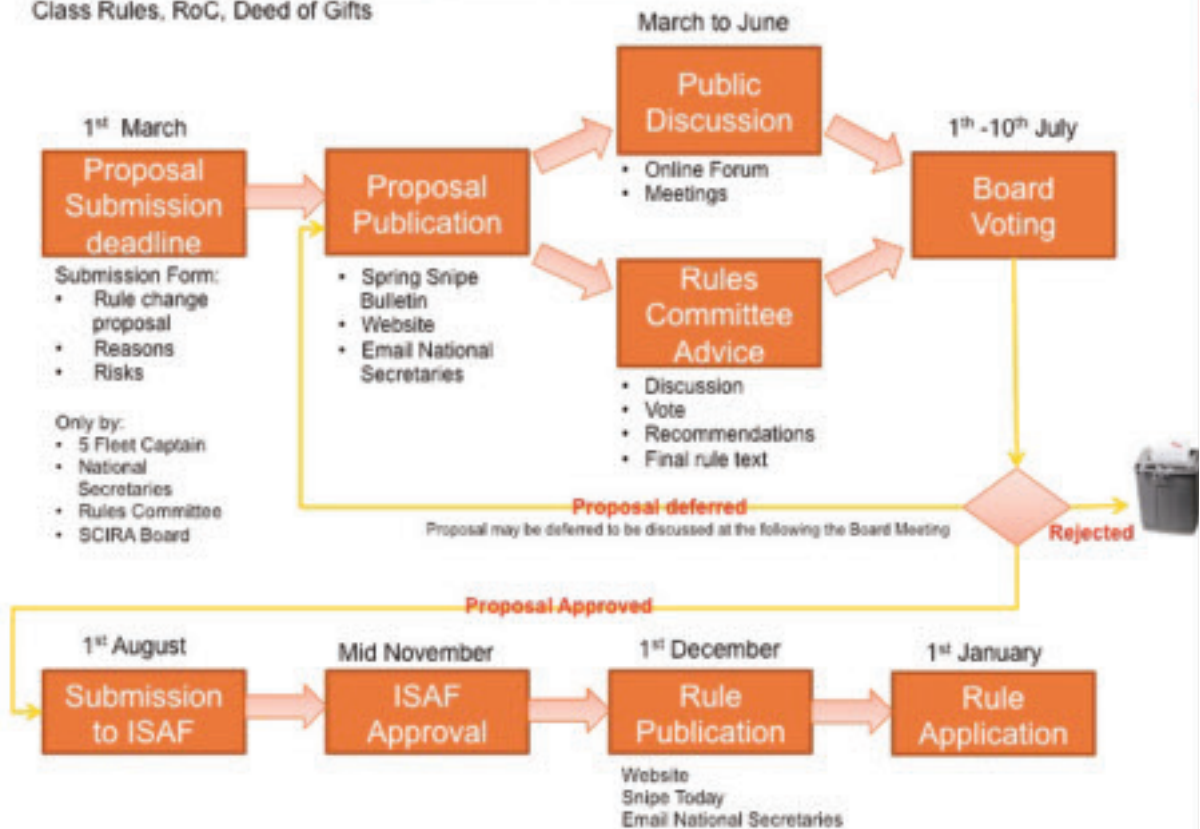 Class Rules, RoC, Deed of Gifts
1st March
Proposal
Submission
deadline
Submission Form:
• Rule change
proposal
• Reasons
• Risks
Only by:
• 5 Fleet Captain
• National
Secretaries
• Rules Committee
• SCIRA Board
Proposal
Publication
• Spring Snipe
Bulletin
• Website
• Email National
Secretaries
March to June
Public
Discussion
• Online Forum
• Meetings
Rules
Committee
Advice
• Discussion
• Vote
• Recommendations
• Final rule text
1th -10th July
Board
Voting
Proposal deferred
Proposal may be deferred to be discussed at the following the Board Meeting
Rejected
Proposal Approved
1st August
Submission
to ISAF
Mid November
ISAF
Approval
1st December
Rule
Publication
Website
Snipe Today
Email National Secretaries
1st January
Rule
Application